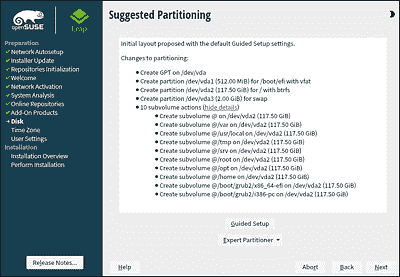 openSUSE
Leap
Suggested Partitioning
Preparation
Network Autosetup
Installer Update
Repositories Initialization
Welcome
Network Activation
System Analysis
Online Repositories
Add-On Products
Disk
Time Zone
User Settings
Installation
Installation Overview
Perform Installation
Release Notes...
Initial layout proposed with the default Guided Setup settings.
Changes to partitioning:
Create GPT on /dev/vda
Create partition /dev/vda1 (512.00 MiB) for /boot/efi with vfat
Create partition /dev/vda2 (117.50 GiB) for / with btrfs
Create partition /dev/vda3 (2.00 GiB) for swap
10 subvolume actions (hide details)
Create subvolume @ on /dev/vda2 (117.50 GiB)
Create subvolume @/var on /dev/vda2 (117.50 GiB)
Create subvolume @/usr/local on /dev/vda2 (117.50 GiB)
Create subvolume @/tmp on /dev/vda2 (117.50 GiB)
Create subvolume @/srv on /dev/vda2 (117.50 GiB)
Create subvolume @/root on /dev/vda2 (117.50 GiB)
Create subvolume @/opt on /dev/vda2 (117.50 GiB)
Create subvolume @/home on /dev/vda2 (117.50 GiB)
Create subvolume @/boot/grub2/x86_64-efi on /dev/vda2 (117.50 GiB)
Create subvolume @/boot/grub2/i386-pc on /dev/vda2 (117.50 GiB)
Guided Setup
Expert Partitioner
Help
Abort
Back
Next